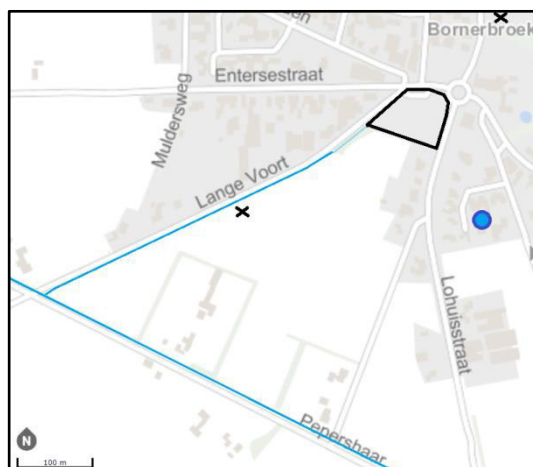 Bornerbroek
Entersestraat
Muldersweg
Lange Voort
Lohuisstraat
Pepershaar
N
100 m